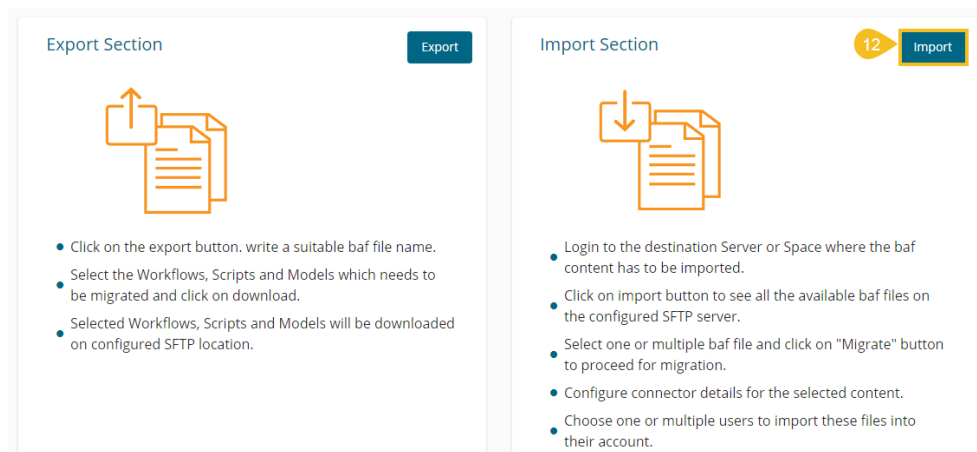 Export Section
Export
Click on the export button. write a suitable baf file name.
Select the Workflows, Scripts and Models which needs to
be migrated and click on download.
Selected Workflows, Scripts and Models will be downloaded
on configured SFTP location.
Import Section
12
Import
Login to the destination Server or Space where the baf
content has to be imported.
Click on import button to see all the available baf files on
the configured SFTP server.
Select one or multiple baf file and click on "Migrate" button
to proceed for migration.
Configure connector details for the selected content.
Choose one or multiple users to import these files into
their account.